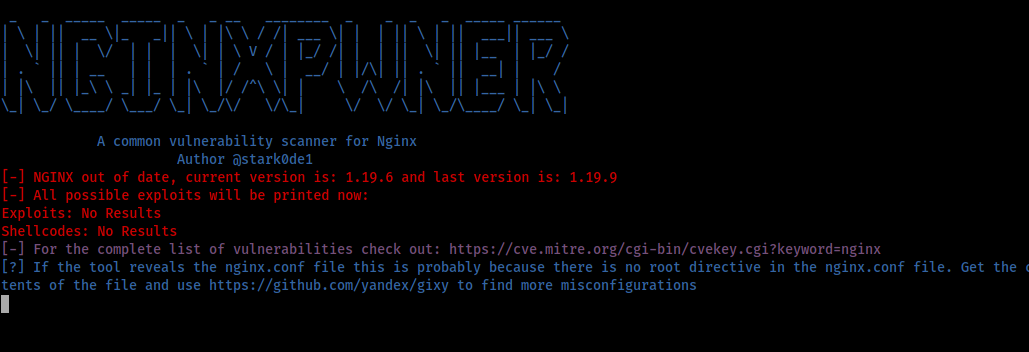 NGINXPWNER
A common vulnerability scanner for Nginx
Author @stark0de1
[-] NGINX out of date, current version is: 1.19.6 and last version is: 1.19.9
[-] All possible exploits will be printed now:
Exploits: No Results
Shellcodes: No Results
[-] For the complete list of vulnerabilities check out: https://cve.mitre.org/cgi-bin/cvekey.cgi?keyword=nginx
[?] If the tool reveals the nginx.conf file this is probably because there is no root directive in the nginx.conf file. Get the
tents of the file and use https://github.com/yandex/gixy to find more misconfigurations